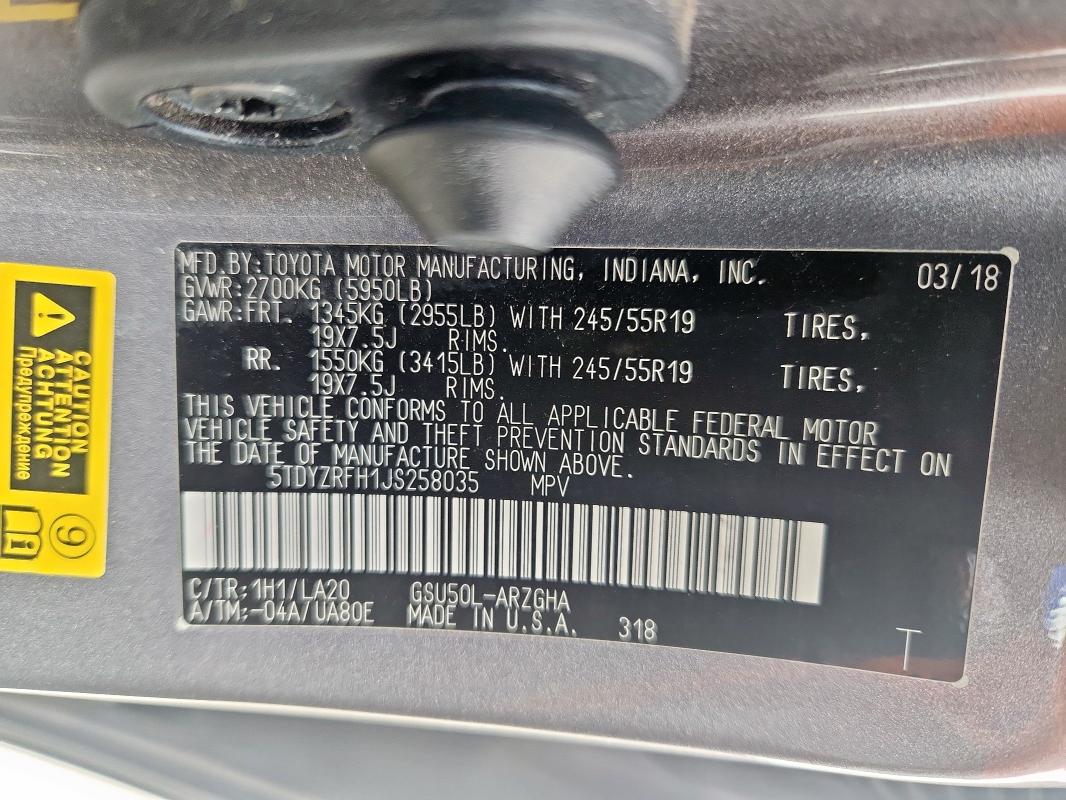 MFD.BY:TOYOTA MOTOR MANUFACTURING, INDIANA, INC. 03/18
GVWR:2700KG (5950LB)
GAWR:FRT. 1345KG (2955LB) WITH 245/55R19 TIRES,
19X7.5J RIMS.
RR. 1550KG (3415LB) WITH 245/55R19 TIRES,
19X7.5J RIMS.
THIS VEHICLE CONFORMS TO ALL APPLICABLE FEDERAL MOTOR
VEHICLE SAFETY AND THEFT PREVENTION STANDARDS IN EFFECT ON
THE DATE OF MANUFACTURE SHOWN ABOVE.
5TDYZRFH1JS258035 MPV
C/TR:1H1/LA20 GSU50L-ARZGHA
A/TM:-04A/UA80E MADE IN U.S.A. 318
T
CAUTION
ATTENTION
ACHTUNG
Предупреждение
9
i